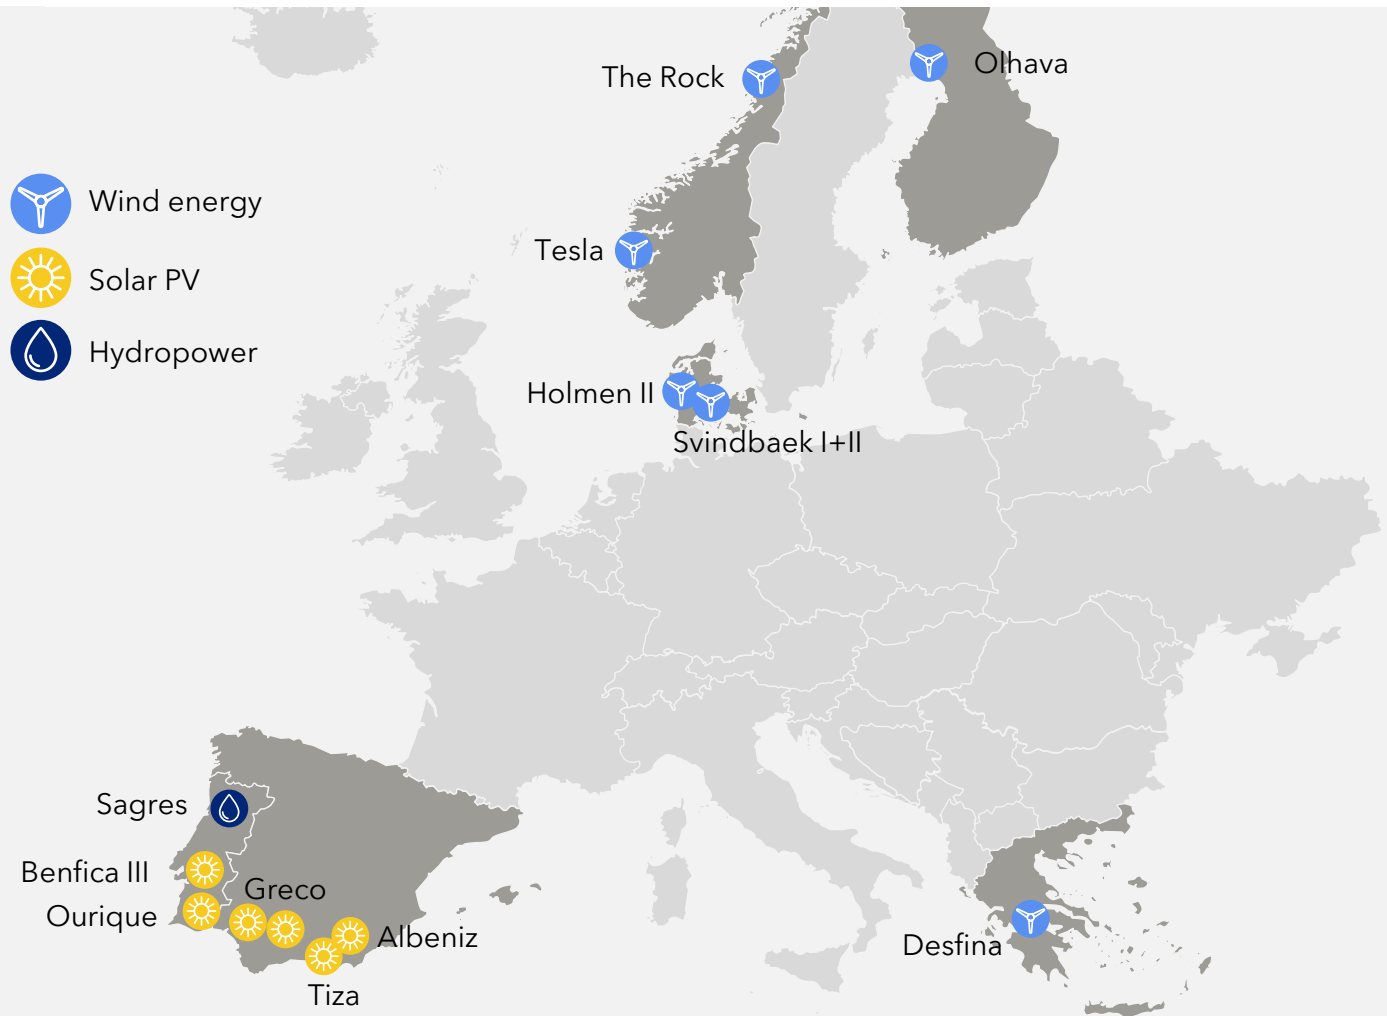 The Rock
Olhava
Wind energy
Tesla
Solar PV
Hydropower
Holmen II
Svindbaek I+II
Sagres
Benfica III
Greco
Ourique
Albeniz
Desfina
Tiza